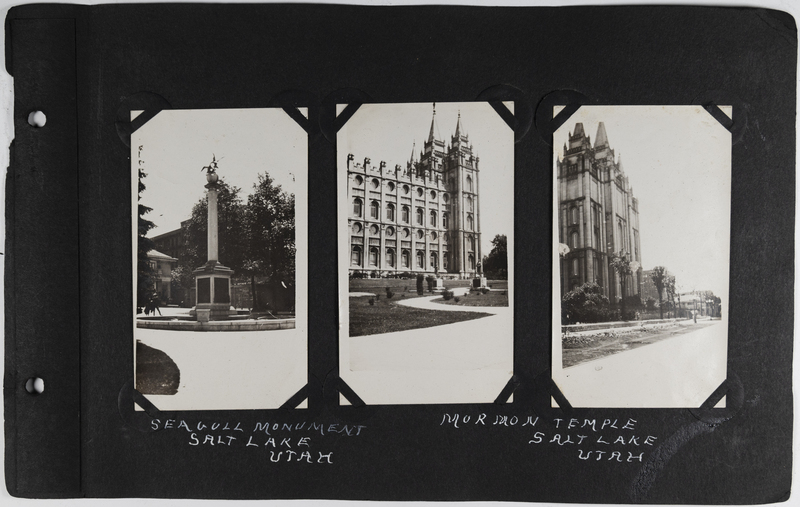 SEAGULL MONUMENT
SALT LAKE
UTAH
MORMON TEMPLE
SALT LAKE
UTAH